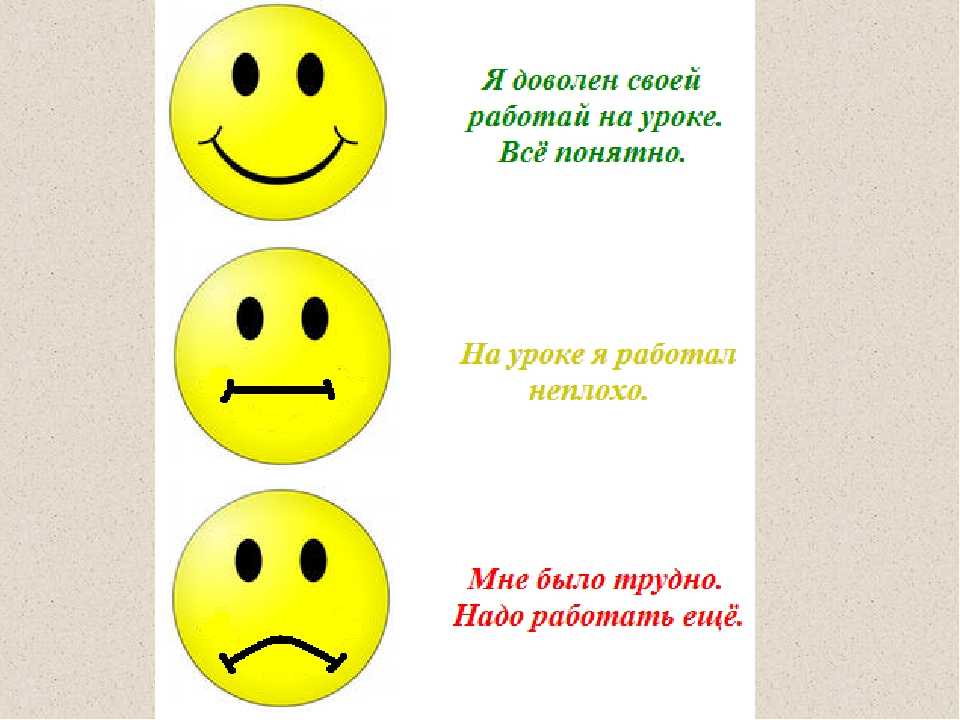 Я доволен своей
работай на уроке.
Всё понятно.
На уроке я работал
неплохо.
Мне было трудно.
Надо работать ещё.